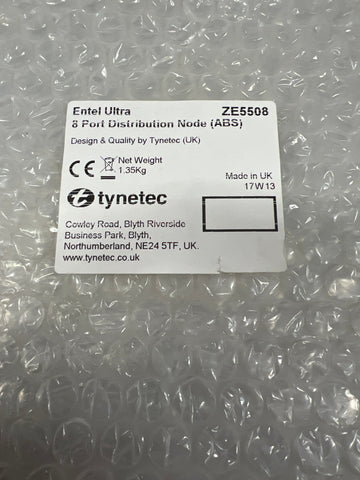 Entel Ultra ZE5508
8 Port Distribution Node (ABS)
Design & Quality by Tynetec (UK)
CE Net Weight
1.35Kg
Made in UK
17W13
tynetec
Cowley Road, Blyth Riverside
Business Park, Blyth,
Northumberland, NE24 5TF, UK.
www.tynetec.co.uk